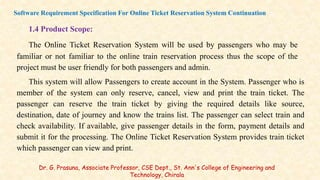 Software Requirement Specification For Online Ticket Reservation System Continuation
1.4 Product Scope:
The Online Ticket Reservation System will be used by passengers who may be
familiar or not familiar to the online train reservation process thus the scope of the
project must be user friendly for both passengers and admin.
This system will allow Passengers to create account in the System. Passenger who is
member of the system can only reserve, cancel, view and print the train ticket. The
passenger can reserve the train ticket by giving the required details like source,
destination, date of journey and know the trains list. The passenger can select train and
check availability. If available, give passenger details in the form, payment details and
submit it for the processing. The Online Ticket Reservation System provides train ticket
which passenger can view and print.
Dr. G. Prasuna, Associate Professor, CSE Dept., St. Ann's College of Engineering and
Technology, Chirala